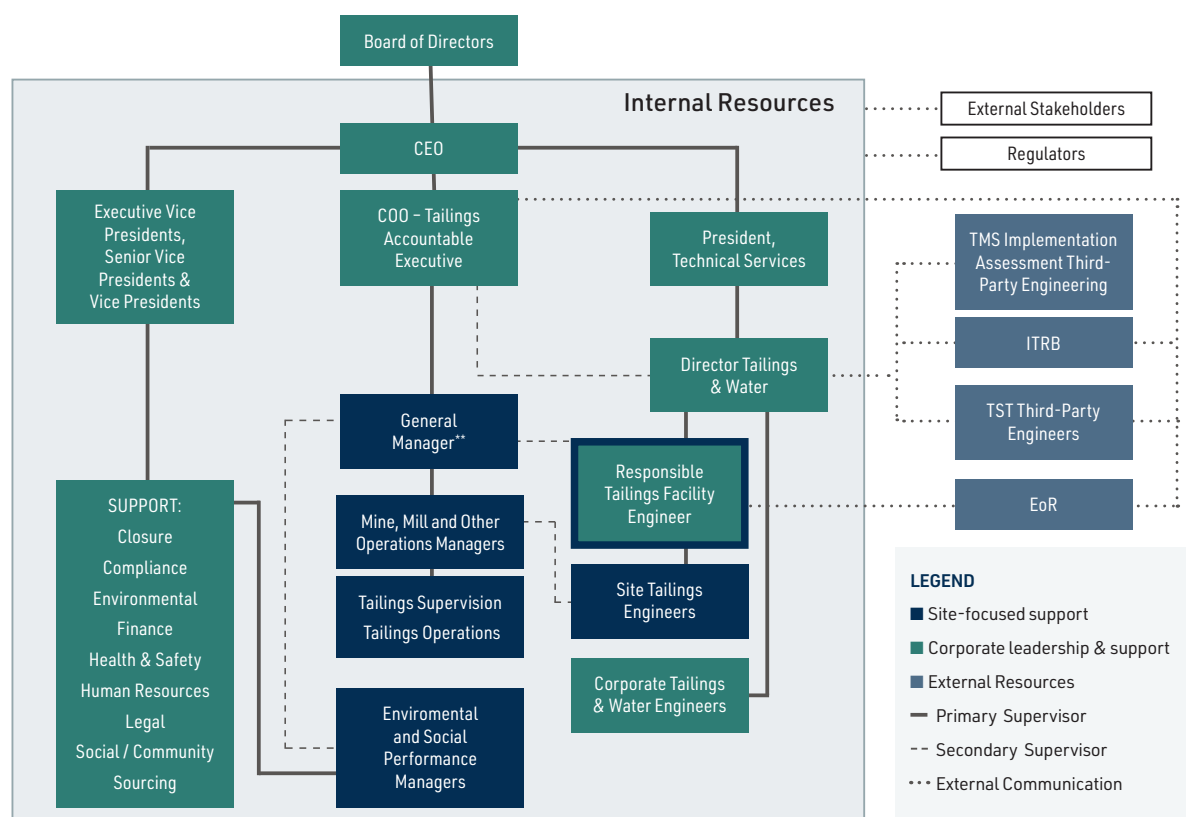 Board of Directors
Internal Resources
External Stakeholders
Regulators
CEO
Executive Vice
Presidents,
Senior Vice
Presidents &
Vice Presidents
COO – Tailings
Accountable
Executive
President,
Technical Services
TMS Implementation
Assessment Third-
Party Engineering
ITRB
Director Tailings
& Water
TST Third-Party
Engineers
General
Manager**
Responsible
Tailings Facility
Engineer
EoR
SUPPORT:
Closure
Compliance
Environmental
Finance
Health & Safety
Human Resources
Legal
Social / Community
Sourcing
Mine, Mill and Other
Operations Managers
Tailings Supervision
Tailings Operations
Site Tailings
Engineers
Corporate Tailings
& Water Engineers
Enviromental
and Social
Performance
Managers
LEGEND
Site-focused support
Corporate leadership & support
External Resources
Primary Supervisor
Secondary Supervisor
External Communication